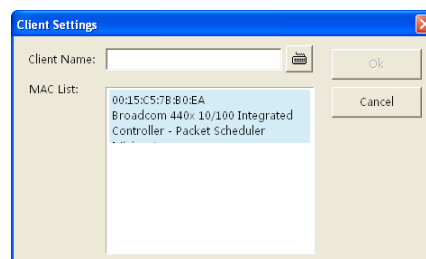 Client Settings
Client Name:
Ok
MAC List:
00:15:C5:7B:B0:EA
Cancel
Broadcom 440x 10/100 Integrated
Controller - Packet Scheduler